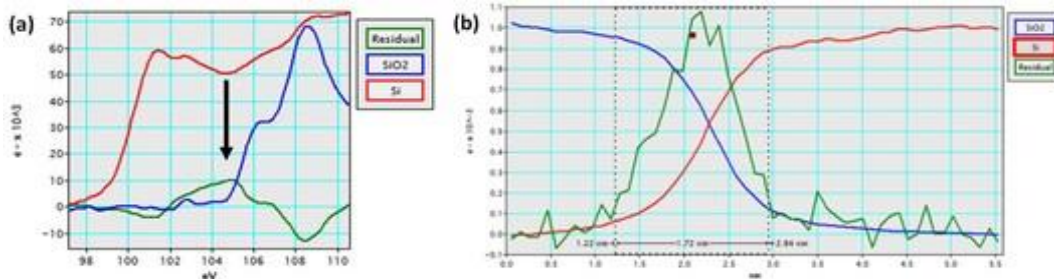 (a)
70
60
50
40
30
20
10
0
-10
98
100
102
104
106
108
110
eV
e- x 10^3
Residual
SiO2
Si
(b)
1.1
1.0
0.9
0.8
0.7
0.6
0.5
0.4
0.3
0.2
0.1
0.0
-0.1
0.0
0.5
1.0
1.5
2.0
2.5
3.0
3.5
4.0
4.5
5.0
5.5
nm
1.22 nm
1.72 nm
2.94 nm
SiO2
Si
Residual